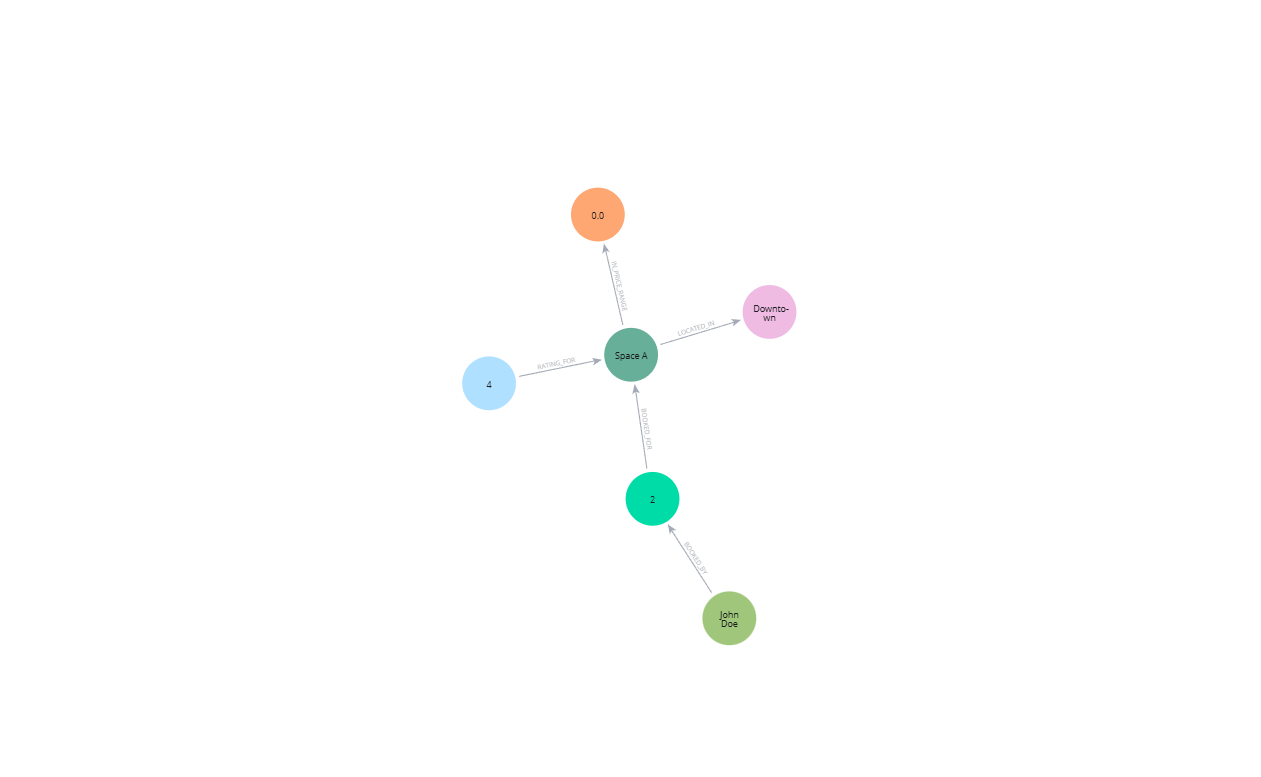 0.0
IN_PRICE_RANGE
Downto-
wn
LOCATED_IN
Space A
RATING_FOR
4
BOOKED_FOR
2
BOOKED_BY
John
Doe